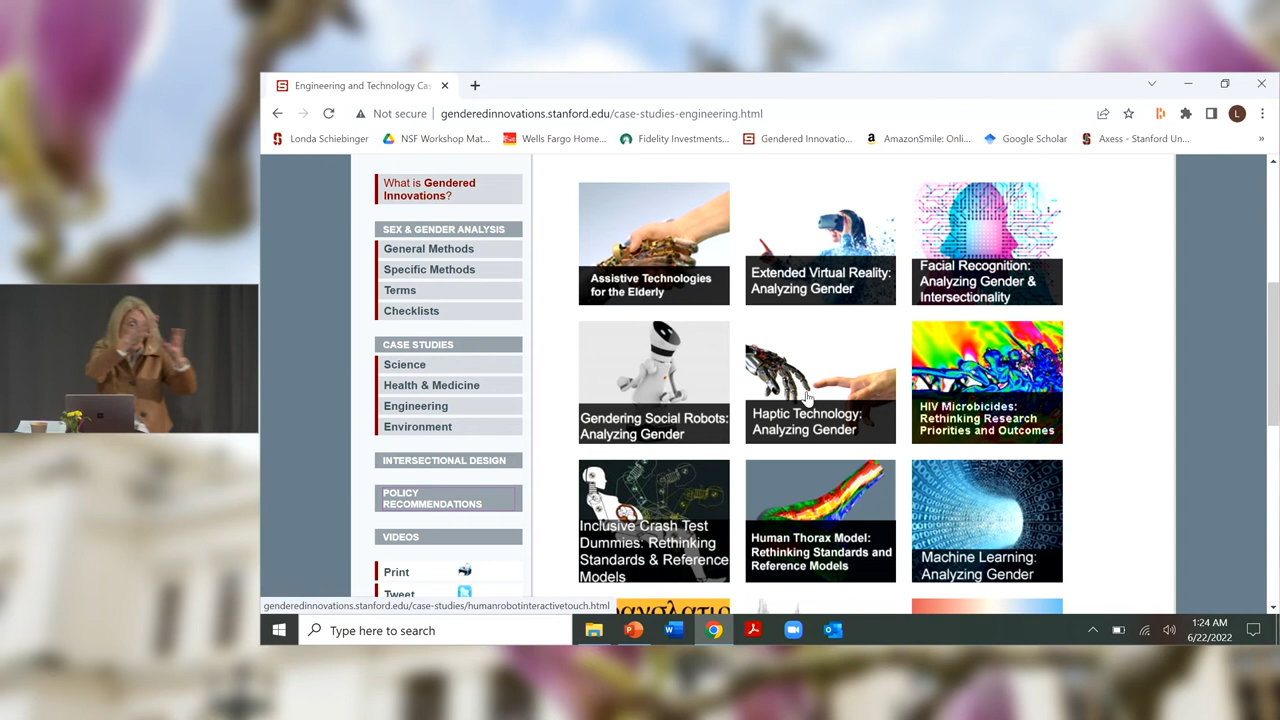 Engineering and Technology Cas
Not secure
genderedinnovations.stanford.edu/case-studies-engineering.html
L
Londa Schiebinger
NSF Workshop Mat...
Wells Fargo Home...
Fidelity Investments...
Gendered Innovatio...
AmazonSmile: Onli...
Google Scholar
Axess - Stanford Un...
»
What is Gendered
Innovations?
SEX & GENDER ANALYSIS
General Methods
Specific Methods
Terms
Checklists
CASE STUDIES
Science
Health & Medicine
Engineering
Environment
INTERSECTIONAL DESIGN
POLICY
RECOMMENDATIONS
VIDEOS
Print
Tweet
Assistive Technologies
for the Elderly
Extended Virtual Reality:
Analyzing Gender
Facial Recognition:
Analyzing Gender &
Intersectionality
Gendering Social Robots:
Analyzing Gender
Haptic Technology:
Analyzing Gender
HIV Microbicides:
Rethinking Research
Priorities and Outcomes
Inclusive Crash Test
Dummies: Rethinking
Standards & Reference
Models
Human Thorax Model:
Rethinking Standards and
Reference Models
Machine Learning:
Analyzing Gender
genderedinnovations.stanford.edu/case-studies/humanrobotinteractivetouch.html
Type here to search
1:24 AM
6/22/2022